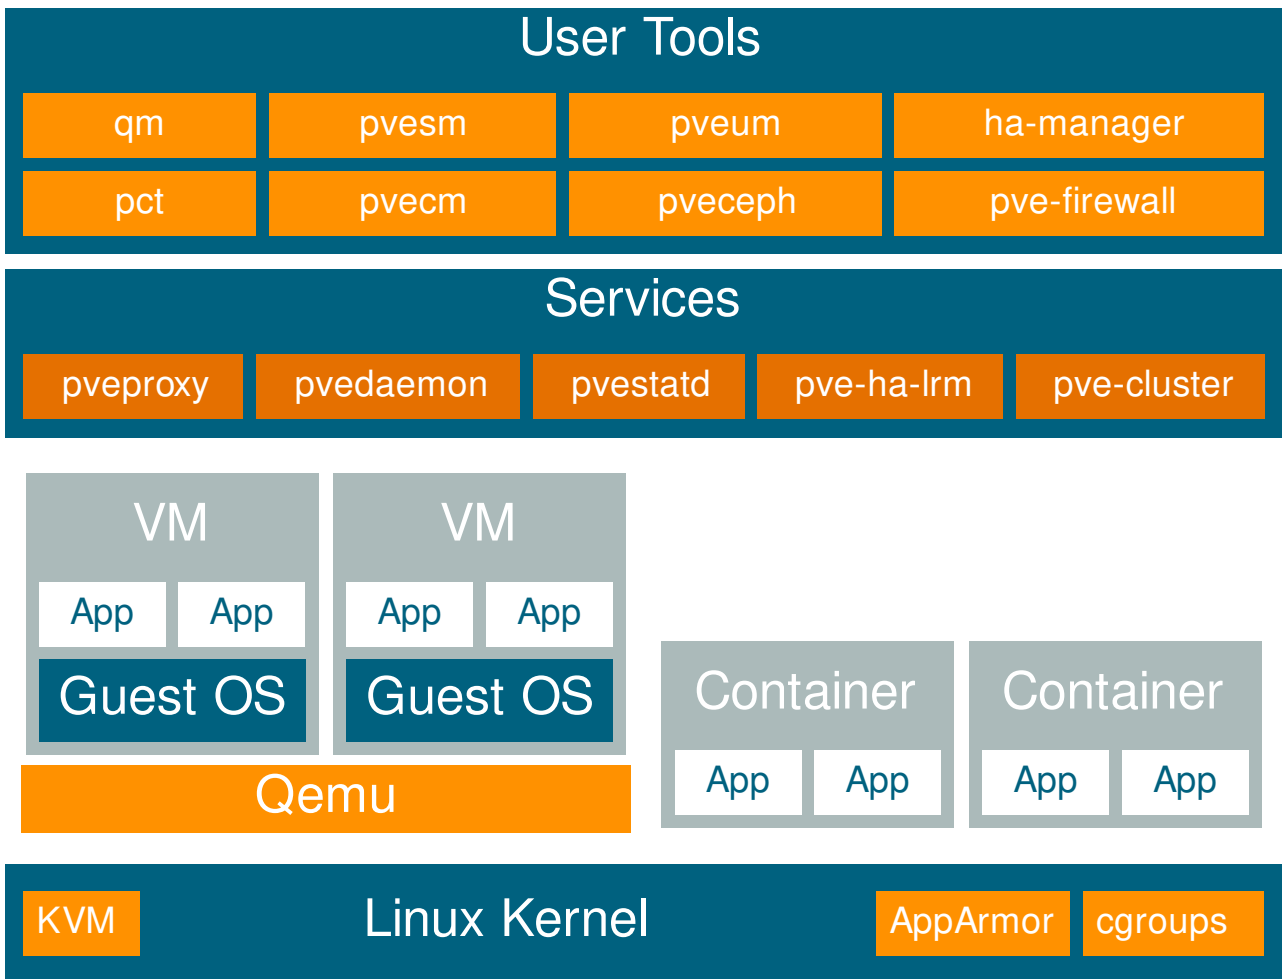 User Tools
qm pvesm pveum ha-manager
pct pvecm pveceph pve-firewall
Services
pveproxy pvedaemon pvestatd pve-ha-lrm pve-cluster
VM VM
App App App App
Guest OS Guest OS
Container Container
App App App App
Qemu
KVM Linux Kernel AppArmor cgroups